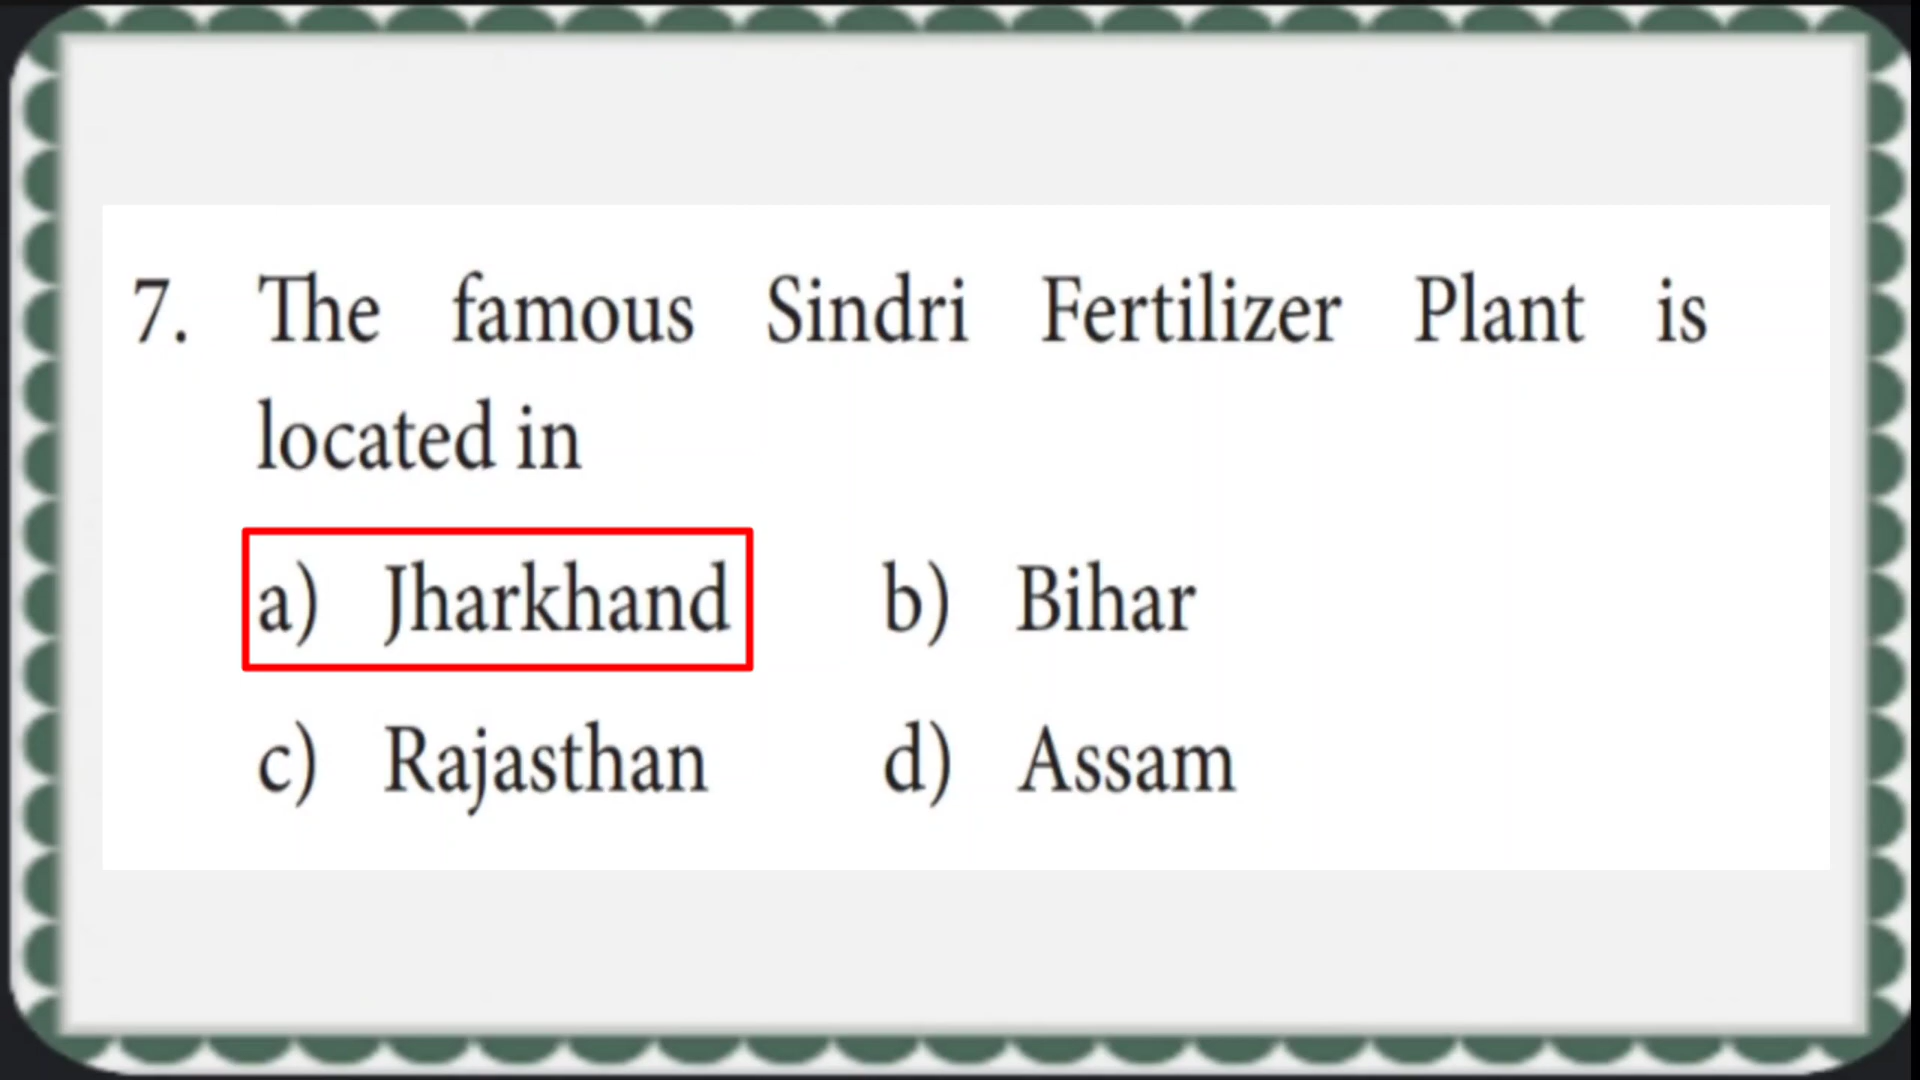 7. The famous Sindri Fertilizer Plant is
located in
a) Jharkhand b) Bihar
c) Rajasthan d) Assam